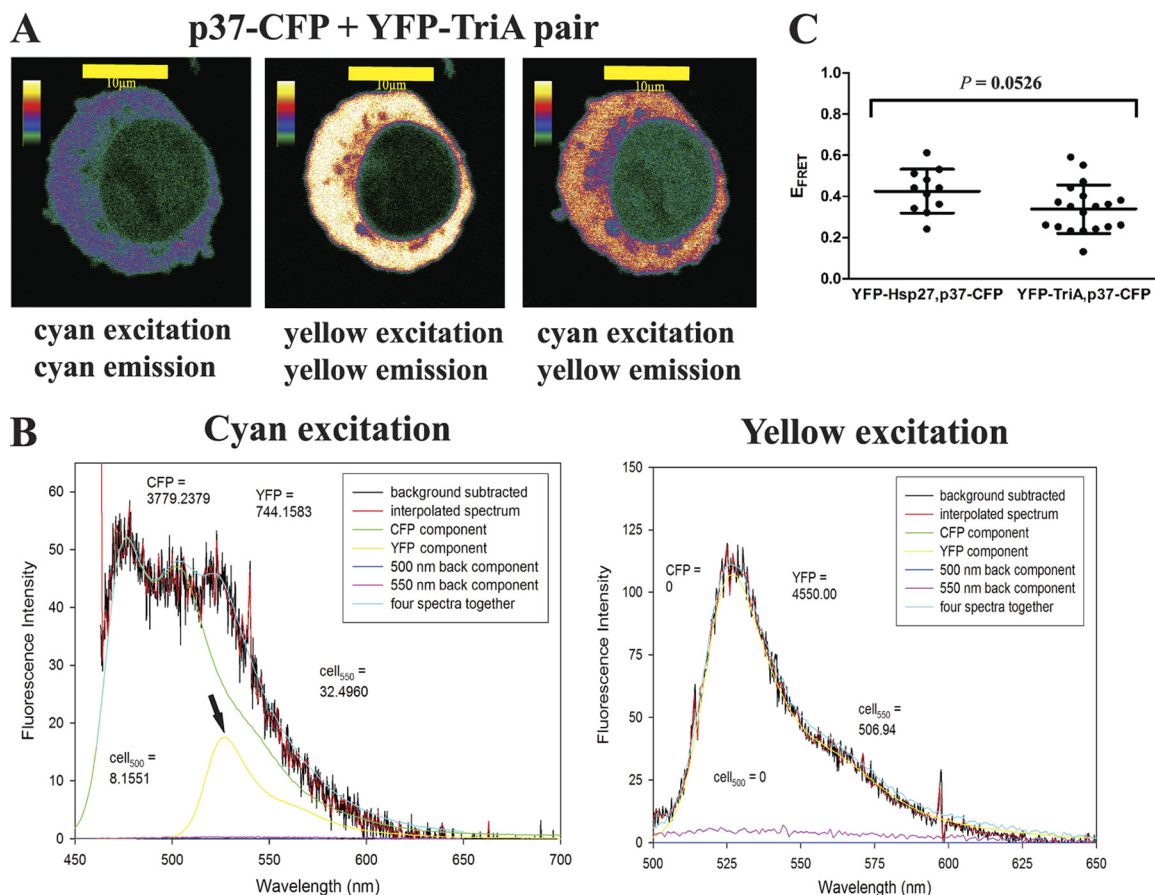 A
p37-CFP + YFP-TriA pair
10µm
10µm
10µm
cyan excitation
cyan emission
yellow excitation
yellow emission
cyan excitation
yellow emission
C
P = 0.0526
1.0
0.8
0.6
0.4
0.2
0.0
EFRET
YFP-Hsp27,p37-CFP
YFP-TriA,p37-CFP
B
Cyan excitation
60
50
40
30
20
10
0
Fluorescence Intensity
CFP =
3779.2379
YFP =
744.1583
background subtracted
interpolated spectrum
CFP component
YFP component
500 nm back component
550 nm back component
four spectra together
cell550 =
32.4960
cell500 =
8.1551
450
500
550
600
650
700
Wavelength (nm)
Yellow excitation
150
125
100
75
50
25
0
Fluorescence Intensity
CFP =
0
YFP =
4550.00
background subtracted
interpolated spectrum
CFP component
YFP component
500 nm back component
550 nm back component
four spectra together
cell550 =
506.94
cell500 = 0
500
525
550
575
600
625
650
Wavelength (nm)